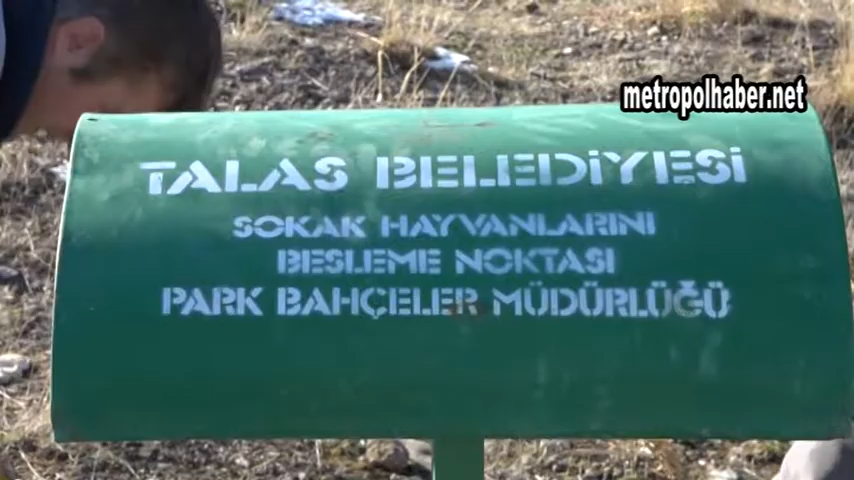 metropolhaber.net
TALAS BELEDİYESİ
SOKAK HAYVANLARINI
BESLEME NOKTASI
PARK BAHÇELER MÜDÜRLÜĞÜ